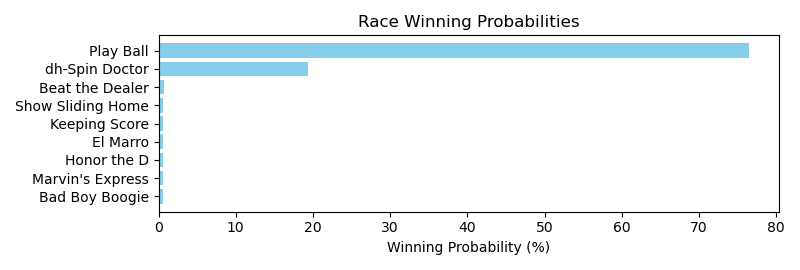 Race Winning Probabilities
Play Ball
dh-Spin Doctor
Beat the Dealer
Show Sliding Home
Keeping Score
El Marro
Honor the D
Marvin's Express
Bad Boy Boogie
0 10 20 30 40 50 60 70 80
Winning Probability (%)